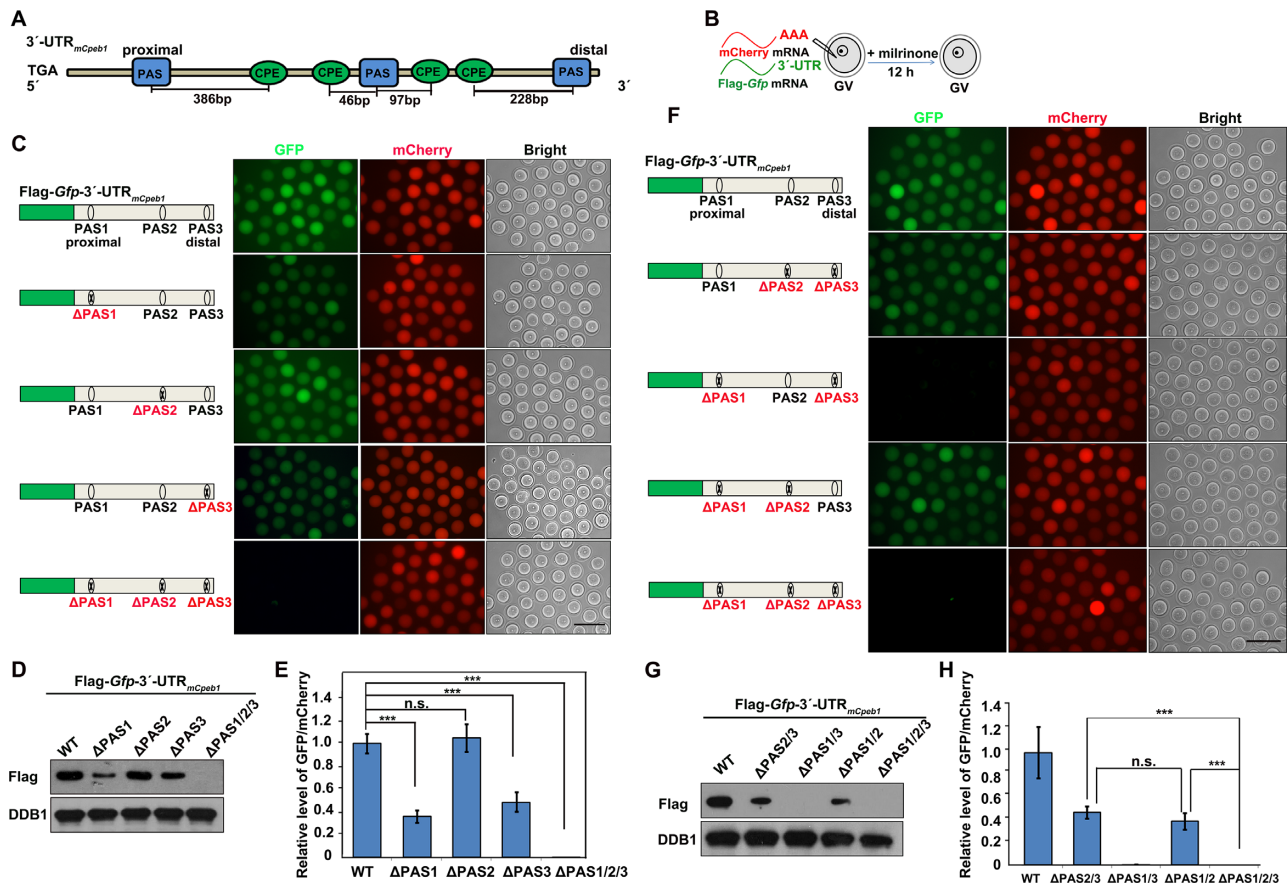 A
3´-UTRmCpeb1
proximal
distal
TGA
PAS
CPE
CPE
PAS
CPE
CPE
PAS
5´
3´
386bp
46bp
97bp
228bp
B
AAA
mCherry mRNA
3´-UTR
Flag-Gfp mRNA
+ milrinone
12 h
GV
GV
C
GFP
mCherry
Bright
Flag-Gfp-3´-UTRmCpeb1
PAS1
PAS2
PAS3
proximal
distal
ΔPAS1
PAS2
PAS3
PAS1
ΔPAS2
PAS3
PAS1
PAS2
ΔPAS3
ΔPAS1
ΔPAS2
ΔPAS3
D
Flag-Gfp-3´-UTRmCpeb1
WT
ΔPAS1
ΔPAS2
ΔPAS3
ΔPAS1/2/3
Flag
DDB1
E
Relative level of GFP/mCherry
1.4
1.2
1.0
0.8
0.6
0.4
0.2
0
***
***
n.s.
***
WT
ΔPAS1
ΔPAS2
ΔPAS3
ΔPAS1/2/3
F
GFP
mCherry
Bright
Flag-Gfp-3´-UTRmCpeb1
PAS1
PAS2
PAS3
proximal
distal
PAS1
ΔPAS2
ΔPAS3
ΔPAS1
PAS2
ΔPAS3
ΔPAS1
ΔPAS2
PAS3
ΔPAS1
ΔPAS2
ΔPAS3
G
Flag-Gfp-3´-UTRmCpeb1
WT
ΔPAS2/3
ΔPAS1/3
ΔPAS1/2
ΔPAS1/2/3
Flag
DDB1
H
Relative level of GFP/mCherry
1.4
1.2
1.0
0.8
0.6
0.4
0.2
0
***
n.s.
***
WT
ΔPAS2/3
ΔPAS1/3
ΔPAS1/2
ΔPAS1/2/3